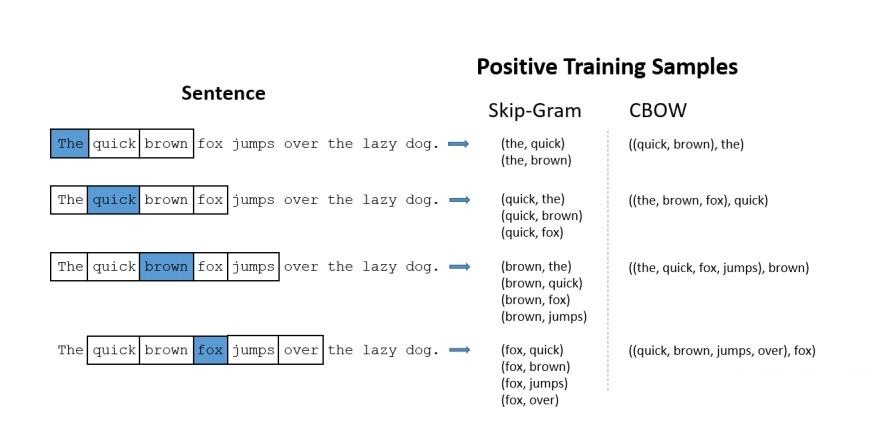 Positive Training Samples
Sentence
Skip-Gram CBOW
The quick brown fox jumps over the lazy dog. (the, quick) ((quick, brown), the)
(the, brown)
The quick brown fox jumps over the lazy dog. (quick, the) ((the, brown, fox), quick)
(quick, brown)
(quick, fox)
The quick brown fox jumps over the lazy dog. (brown, the) ((the, quick, fox, jumps), brown)
(brown, quick)
(brown, fox)
(brown, jumps)
The quick brown fox jumps over the lazy dog. (fox, quick) ((quick, brown, jumps, over), fox)
(fox, brown)
(fox, jumps)
(fox, over)